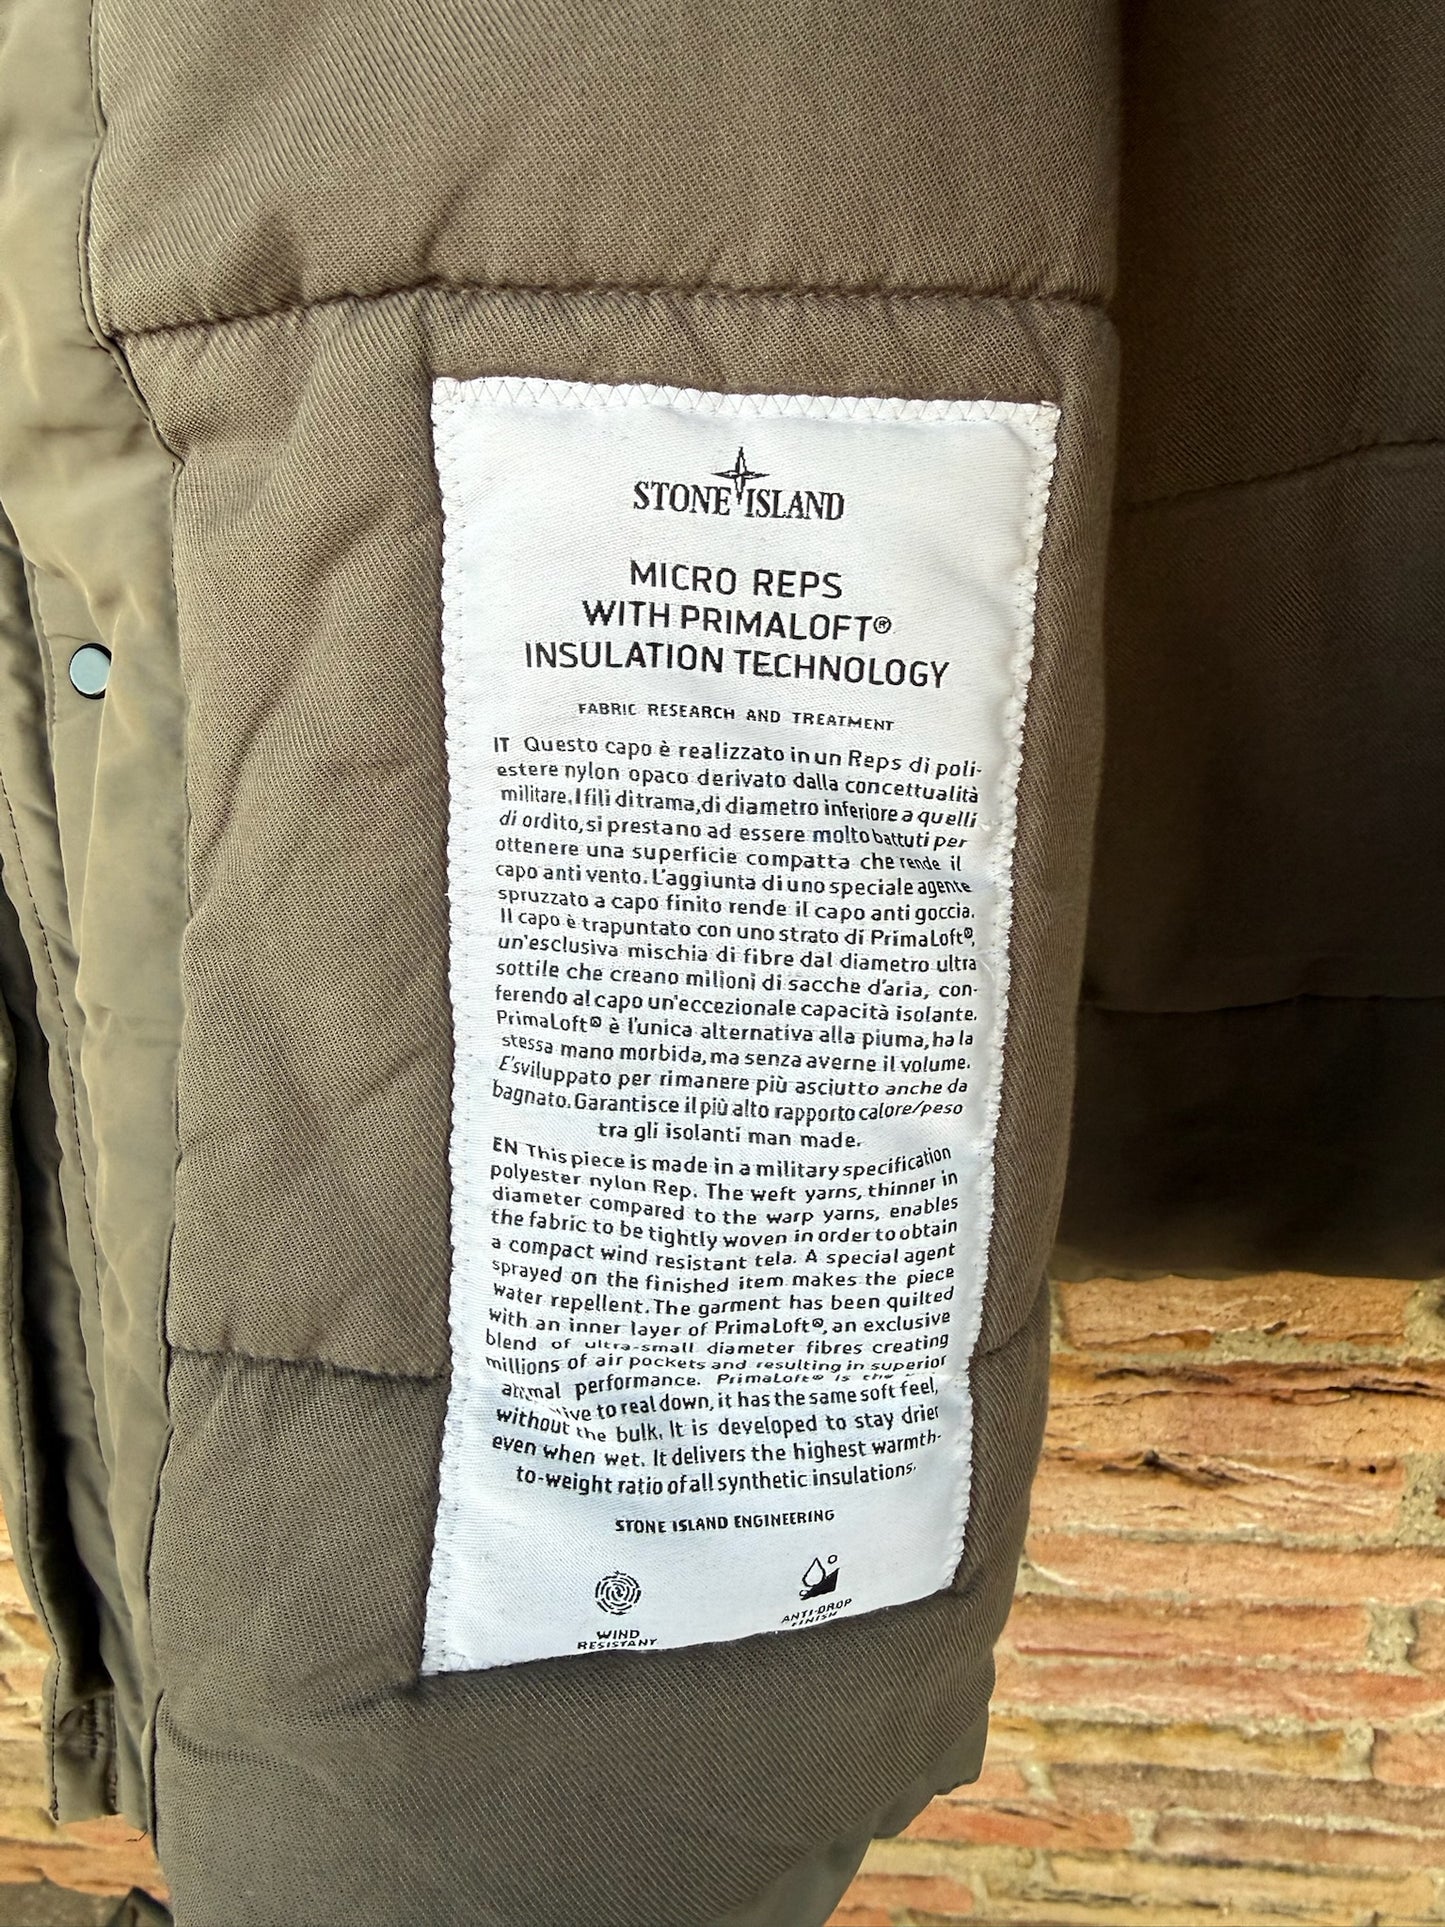 STONE ISLAND
MICRO REPS
WITH PRIMALOFT®
INSULATION TECHNOLOGY
FABRIC RESEARCH AND TREATMENT
IT Questo capo è realizzato in un Reps di poli-
estere nylon opaco derivato dalla concettualità
militare. I fili di trama, di diametro inferiore a quelli
di ordito, si prestano ad essere molto battuti per
ottenere una superficie compatta che rende il
capo anti vento. L'aggiunta di uno speciale agente
spruzzato a capo finito rende il capo anti goccia.
Il capo è trapuntato con uno strato di PrimaLoft®,
un'esclusiva mischia di fibre dal diametro ultra
sottile che creano milioni di sacche d'aria, con-
ferendo al capo un'eccezionale capacità isolante.
PrimaLoft® è l'unica alternativa alla piuma, ha la
stessa mano morbida, ma senza averne il volume.
E'sviluppato per rimanere più asciutto anche da
bagnato. Garantisce il più alto rapporto calore/peso
tra gli isolanti man made.
EN This piece is made in a military specification
polyester nylon Rep. The weft yarns, thinner in
diameter compared to the warp yarns, enables
the fabric to be tightly woven in order to obtain
a compact wind resistant tela. A special agent
sprayed on the finished item makes the piece
water repellent. The garment has been quilted
with an inner layer of PrimaLoft®, an exclusive
blend of ultra-small diameter fibres creating
millions of air pockets and resulting in superior
performance. PrimaLoft® is the
to real down, it has the same soft feel,
without the bulk. It is developed to stay drier
even when wet. It delivers the highest warmth-
to-weight ratio of all synthetic insulations.
STONE ISLAND ENGINEERING
WIND
RESISTANT
ANTI-DROP
FINISH